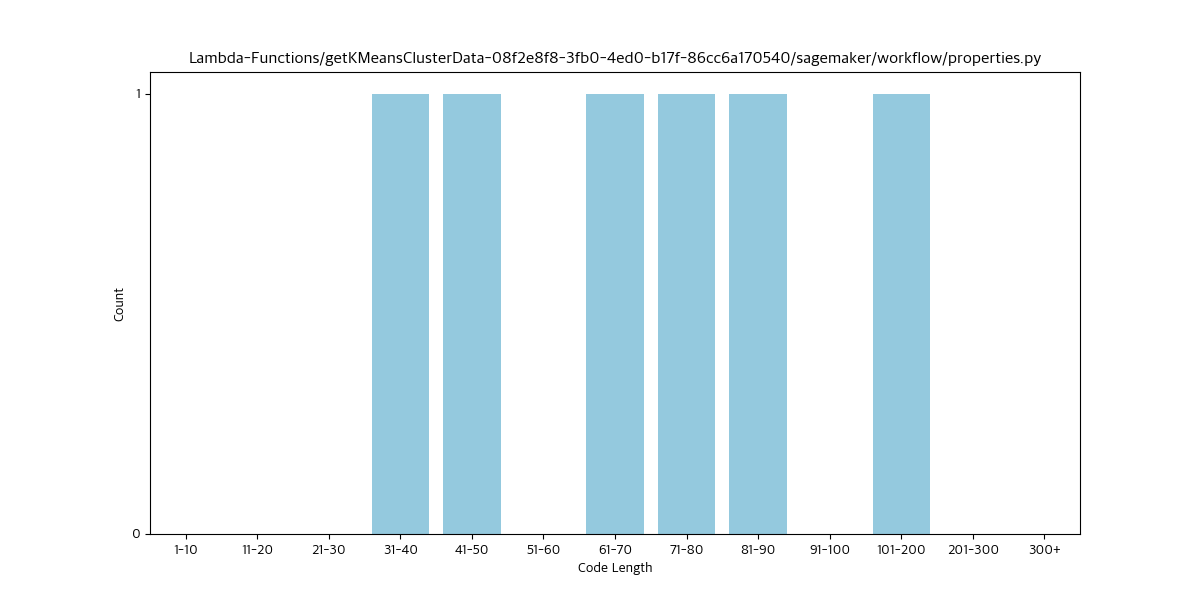 Lambda-Functions/getKMeansClusterData-08f2e8f8-3fb0-4ed0-b17f-86cc6a170540/sagemaker/workflow/properties.py
1
Count
0
1-10 11-20 21-30 31-40 41-50 51-60 61-70 71-80 81-90 91-100 101-200 201-300 300+
Code Length